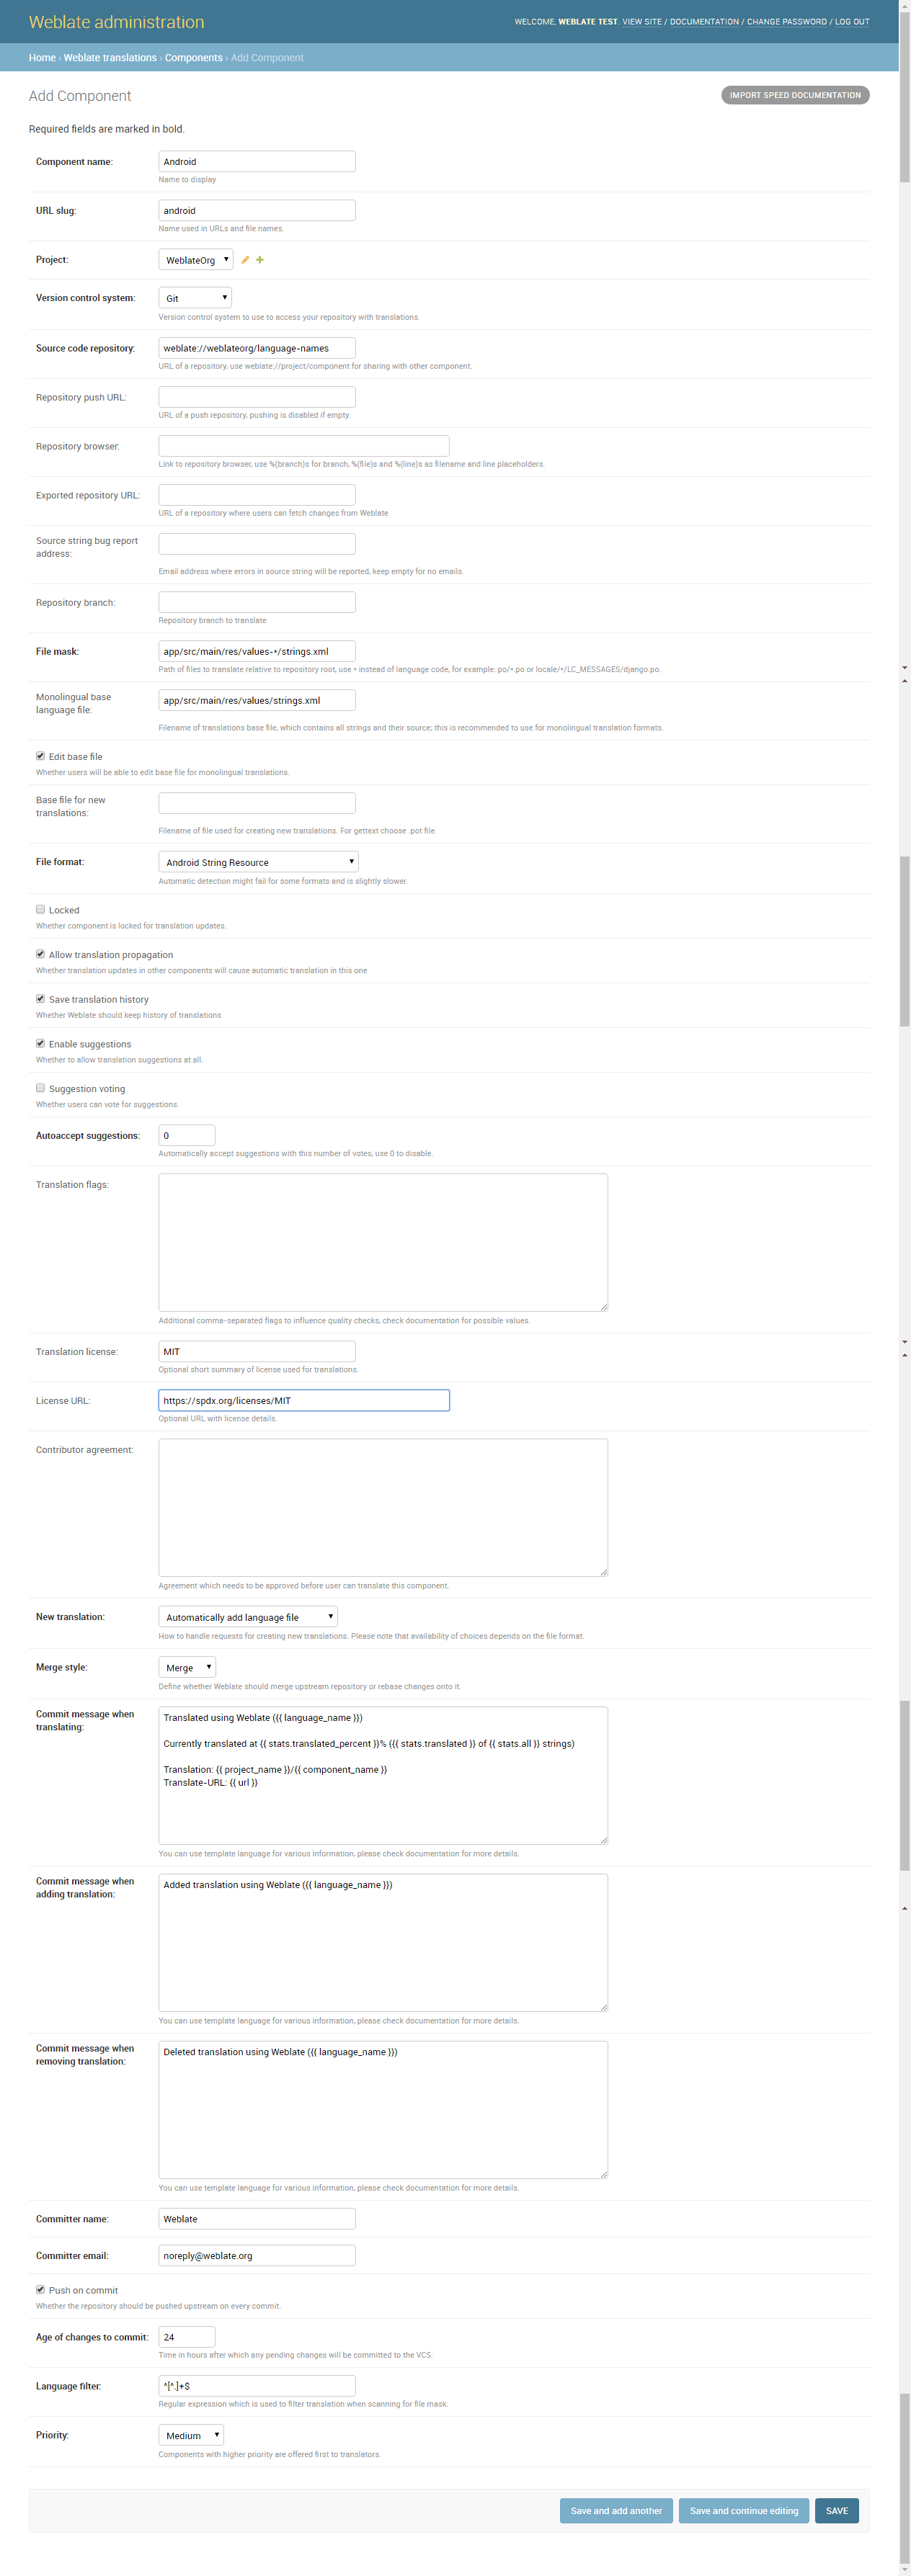 Weblate administration
WELCOME, WEBLATE TEST. VIEW SITE / DOCUMENTATION / CHANGE PASSWORD / LOG OUT
Home › Weblate translations › Components › Add Component
Add Component
IMPORT SPEED DOCUMENTATION
Required fields are marked in bold.
Component name: Android
Name to display
URL slug: android
Name used in URLs and file names.
Project: WeblateOrg
Version control system: Git
Version control system to use to access your repository with translations.
Source code repository: weblate://weblateorg/language-names
URL of a repository, use weblate://project/component for sharing with other component.
Repository push URL:
URL of a push repository, pushing is disabled if empty.
Repository browser:
Link to repository browser, use %(branch)s for branch, %(file)s and %(line)s as filename and line placeholders.
Exported repository URL:
URL of a repository where users can fetch changes from Weblate
Source string bug report
address:
Email address where errors in source string will be reported, keep empty for no emails.
Repository branch:
Repository branch to translate
File mask: app/src/main/res/values-*/strings.xml
Path of files to translate relative to repository root, use * instead of language code, for example: po/*.po or locale/*/LC_MESSAGES/django.po.
Monolingual base
language file:
app/src/main/res/values/strings.xml
Filename of translations base file, which contains all strings and their source; this is recommended to use for monolingual translation formats.
Edit base file
Whether users will be able to edit base file for monolingual translations.
Base file for new
translations:
Filename of file used for creating new translations. For gettext choose .pot file.
File format: Android String Resource
Automatic detection might fail for some formats and is slightly slower.
Locked
Whether component is locked for translation updates.
Allow translation propagation
Whether translation updates in other components will cause automatic translation in this one
Save translation history
Whether Weblate should keep history of translations
Enable suggestions
Whether to allow translation suggestions at all.
Suggestion voting
Whether users can vote for suggestions.
Autoaccept suggestions: 0
Automatically accept suggestions with this number of votes, use 0 to disable.
Translation flags:
Additional comma-separated flags to influence quality checks, check documentation for possible values.
Translation license: MIT
Optional short summary of license used for translations.
License URL: https://spdx.org/licenses/MIT
Optional URL with license details.
Contributor agreement:
Agreement which needs to be approved before user can translate this component.
New translation: Automatically add language file
How to handle requests for creating new translations. Please note that availability of choices depends on the file format.
Merge style: Merge
Define whether Weblate should merge upstream repository or rebase changes onto it.
Commit message when
translating:
Translated using Weblate ({{ language_name }})
Currently translated at {{ stats.translated_percent }}% ({{ stats.translated }} of {{ stats.all }} strings)
Translation: {{ project_name }}/{{ component_name }}
Translate-URL: {{ url }}
You can use template language for various information, please check documentation for more details.
Commit message when
adding translation:
Added translation using Weblate ({{ language_name }})
You can use template language for various information, please check documentation for more details.
Commit message when
removing translation:
Deleted translation using Weblate ({{ language_name }})
You can use template language for various information, please check documentation for more details.
Committer name: Weblate
Committer email: noreply@weblate.org
Push on commit
Whether the repository should be pushed upstream on every commit.
Age of changes to commit: 24
Time in hours after which any pending changes will be committed to the VCS.
Language filter: ^[^.]+$
Regular expression which is used to filter translation when scanning for file mask.
Priority: Medium
Components with higher priority are offered first to translators.
Save and add another
Save and continue editing
SAVE